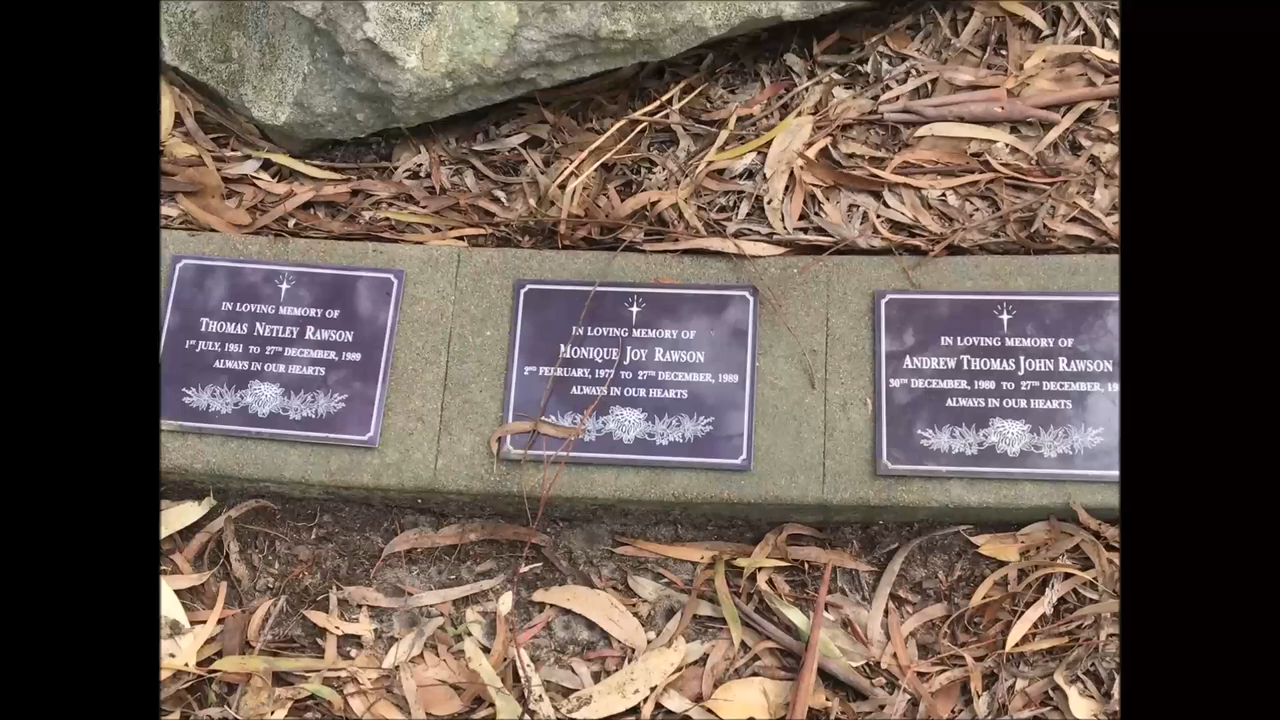 IN LOVING MEMORY OF
THOMAS NETLEY RAWSON
1ST JULY, 1951 TO 27TH DECEMBER, 1989
ALWAYS IN OUR HEARTS
IN LOVING MEMORY OF
MONIQUE JOY RAWSON
2ND FEBRUARY, 1977 TO 27TH DECEMBER, 1989
ALWAYS IN OUR HEARTS
IN LOVING MEMORY OF
ANDREW THOMAS JOHN RAWSON
30TH DECEMBER, 1980 TO 27TH DECEMBER, 19
ALWAYS IN OUR HEARTS